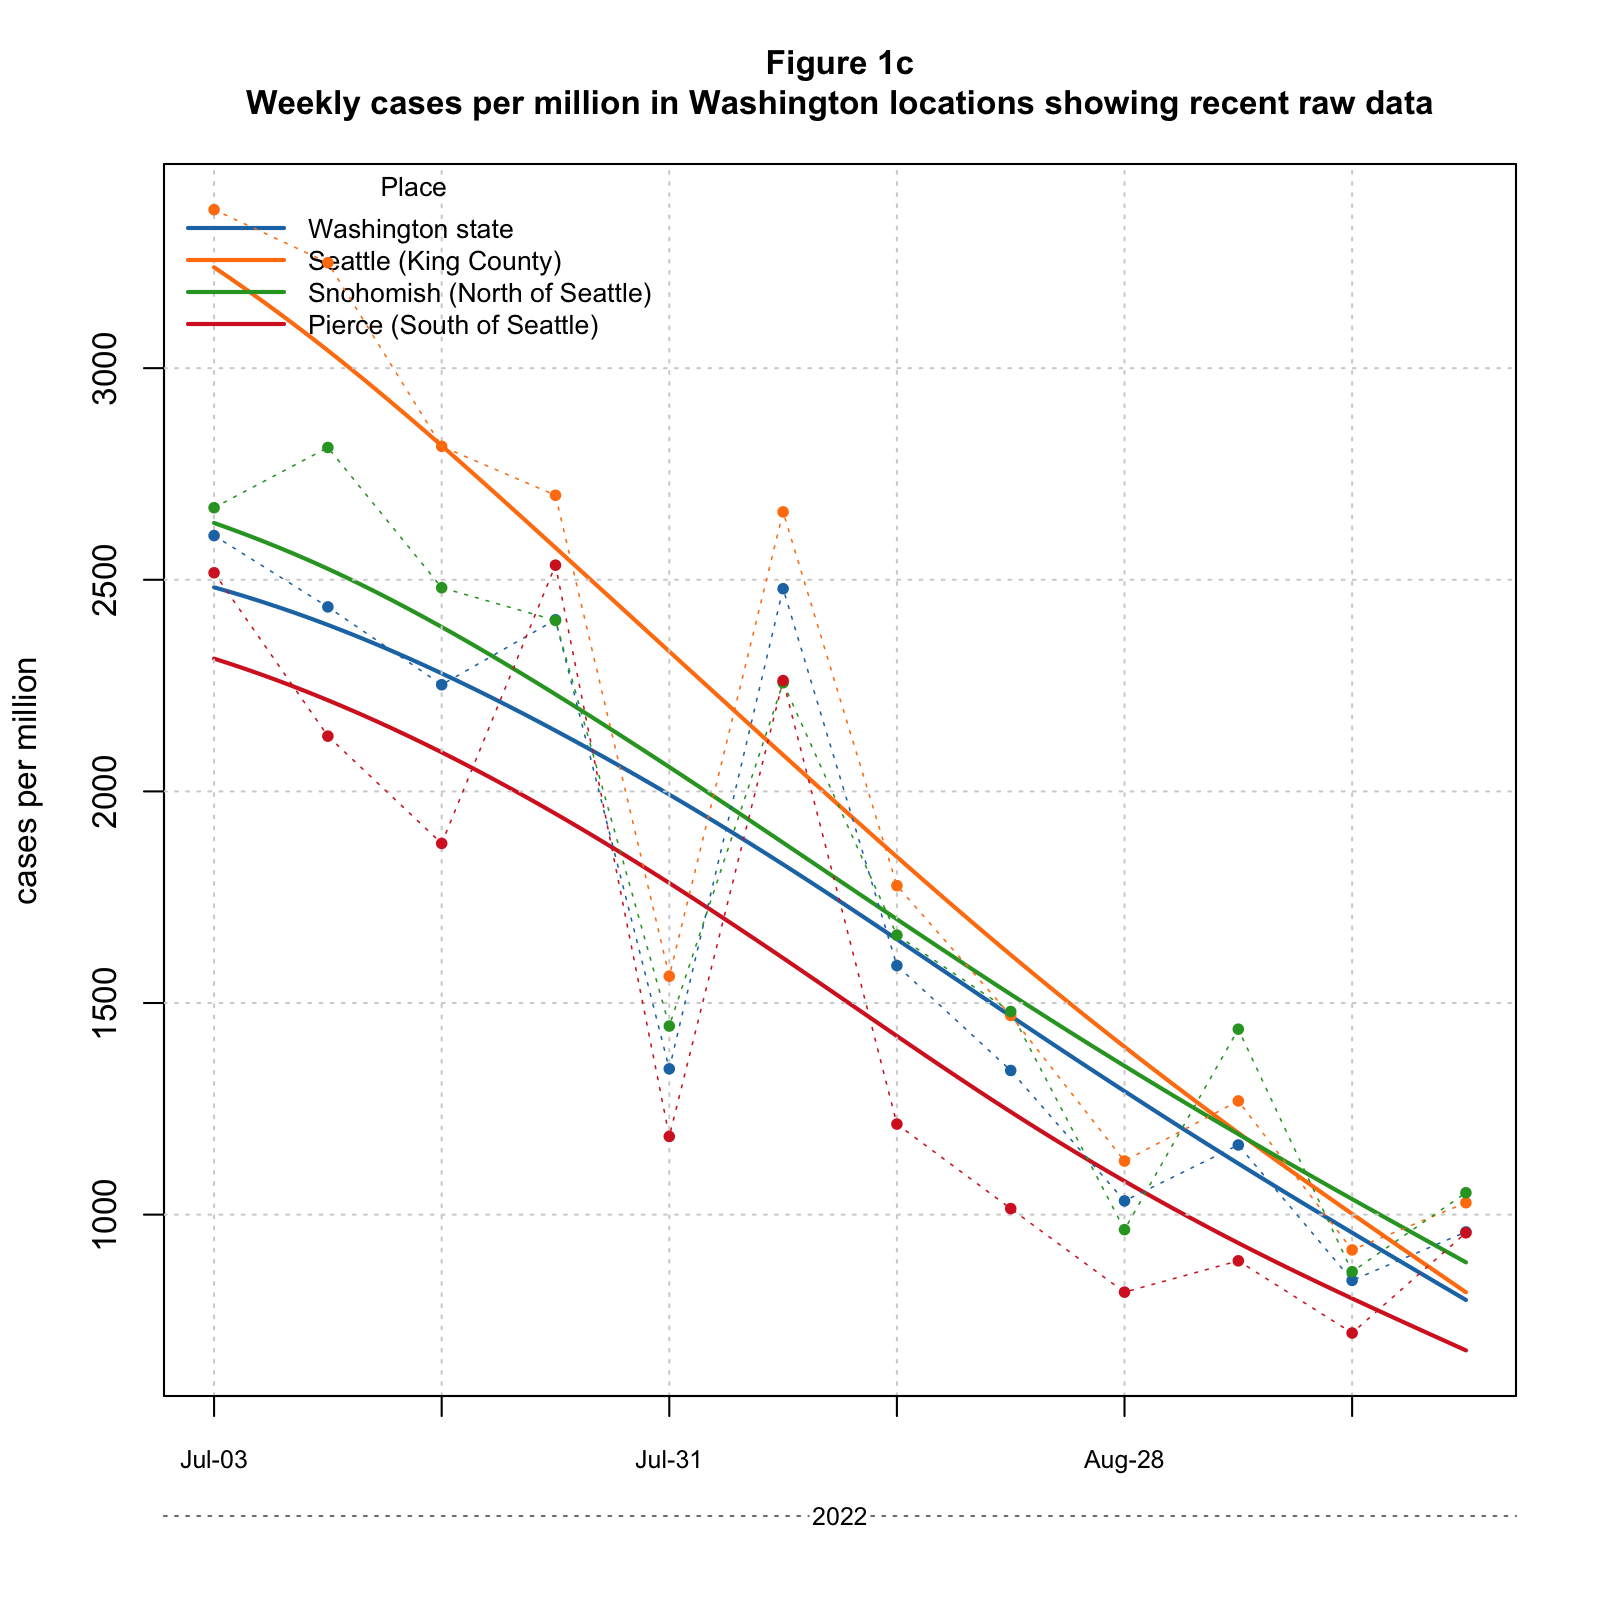 Figure 1c
Weekly cases per million in Washington locations showing recent raw data
Place
Washington state
Seattle (King County)
Snohomish (North of Seattle)
Pierce (South of Seattle)
cases per million
3000
2500
2000
1500
1000
Jul-03
Jul-31
Aug-28
2022